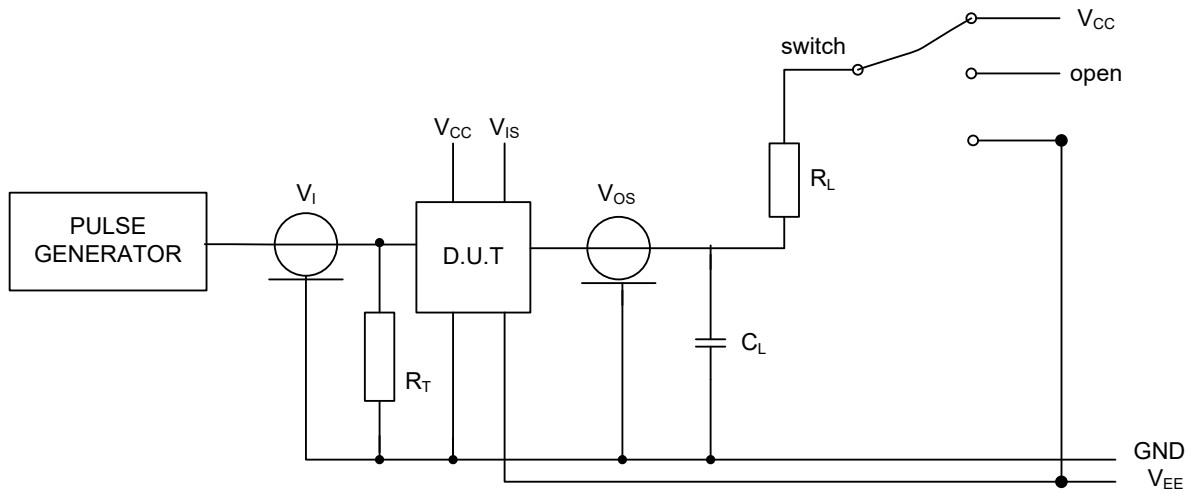 V_CC
switch
open
V_CC
V_IS
R_L
V_I
V_OS
PULSE
GENERATOR
D.U.T
C_L
R_T
GND
V_EE